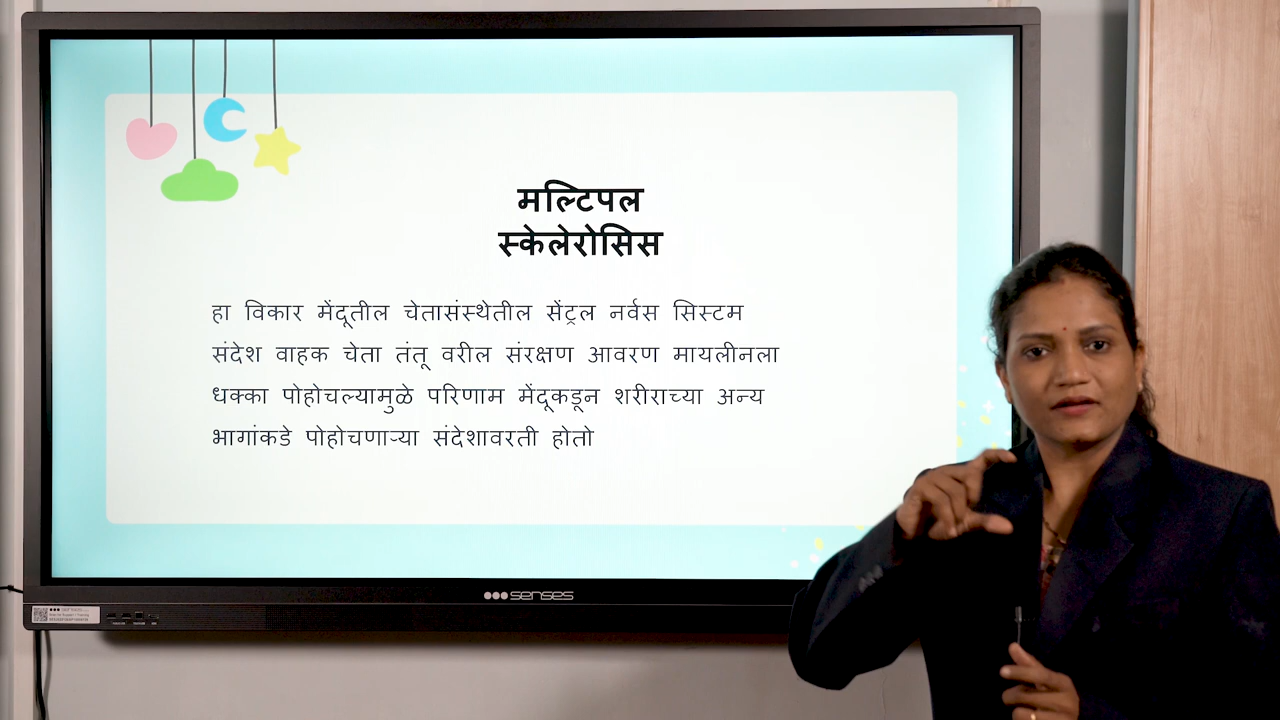 मल्टिपल
स्केलेरोसिस
हा विकार मेंदूतील चेतासंस्थेतील सेंट्रल नर्वस सिस्टम
संदेश वाहक चेता तंतू वरील संरक्षण आवरण मायलीनला
धक्का पोहोचल्यामुळे परिणाम मेंदूकडून शरीराच्या अन्य
भागांकडे पोहोचणाऱ्या संदेशावरती होतो
senses